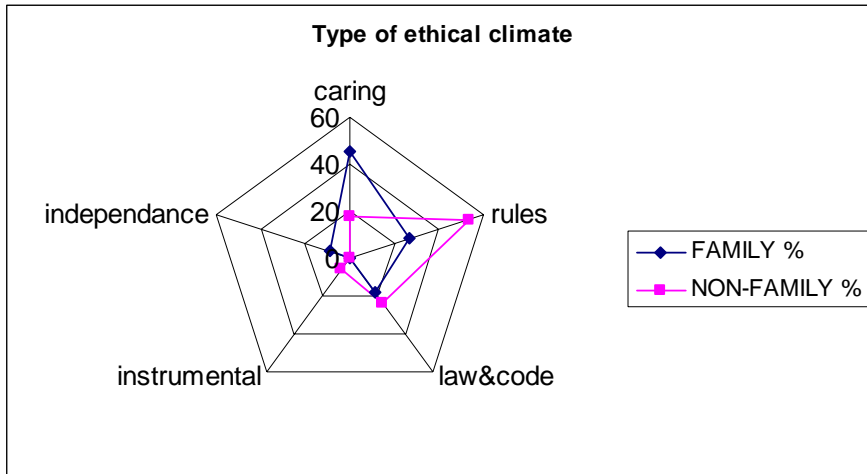 Type of ethical climate
caring
60
40
20
0
independance
rules
instrumental
law&code
FAMILY %
NON-FAMILY %